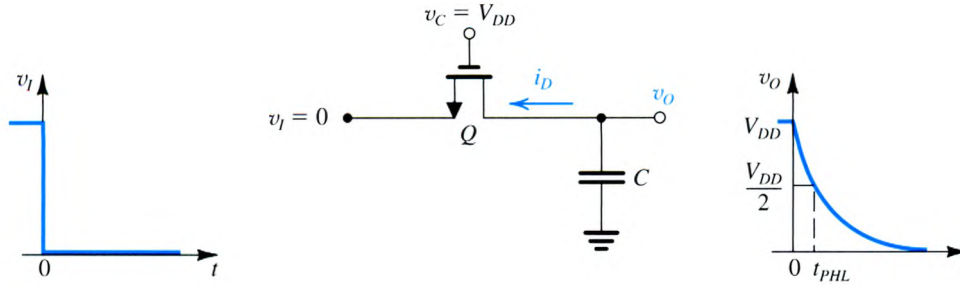 v_I
0
t
v_C = V_DD
v_I = 0
Q
i_D
v_O
C
v_O
V_DD
V_DD
2
0
t_PHL